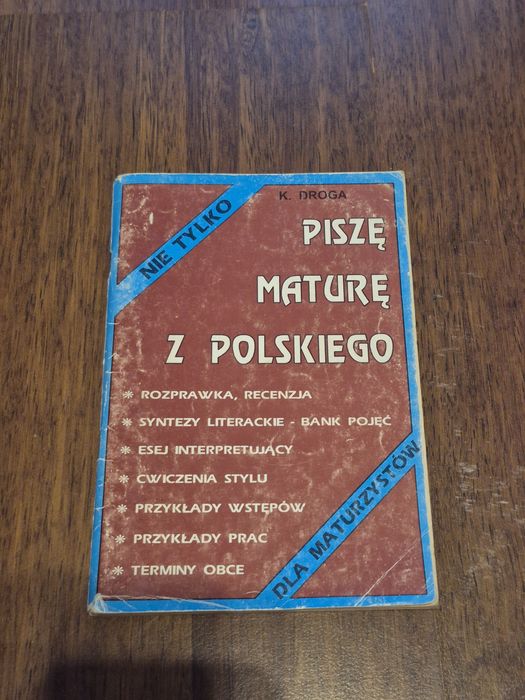 K. DROGA
NIE TYLKO
PISZĘ
MATURĘ
Z POLSKIEGO
* ROZPRAWKA, RECENZJA
* SYNTEZY LITERACKIE - BANK POJĘĆ
* ESEJ INTERPRETUJĄCY
* ĆWICZENIA STYLU
* PRZYKŁADY WSTĘPÓW
* PRZYKŁADY PRAC
* TERMINY OBCE
DLA MATURZYSTÓW